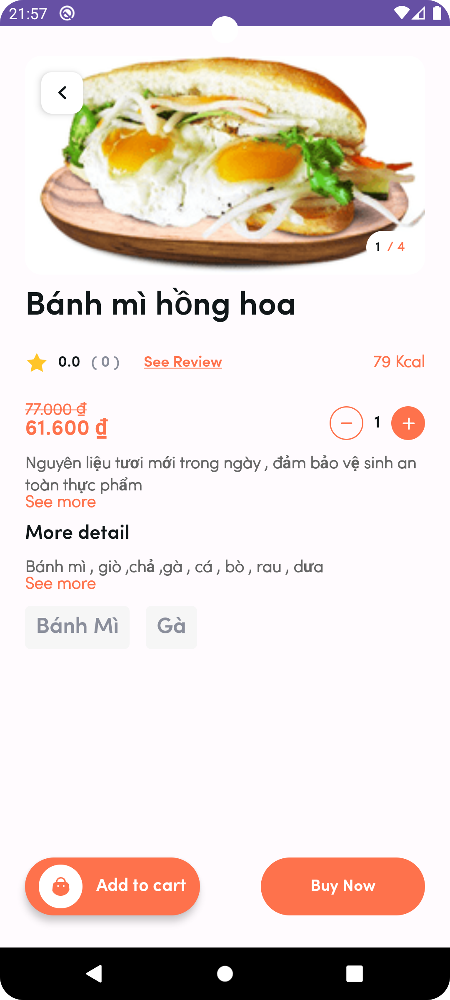 21:57
1 / 4
Bánh mì hồng hoa
0.0 ( 0 ) See Review 79 Kcal
77.000 ₫
61.600 ₫ 1
Nguyên liệu tươi mới trong ngày , đảm bảo vệ sinh an
toàn thực phẩm
See more
More detail
Bánh mì , giò ,chả ,gà , cá , bò , rau , dưa
See more
Bánh Mì Gà
Add to cart Buy Now